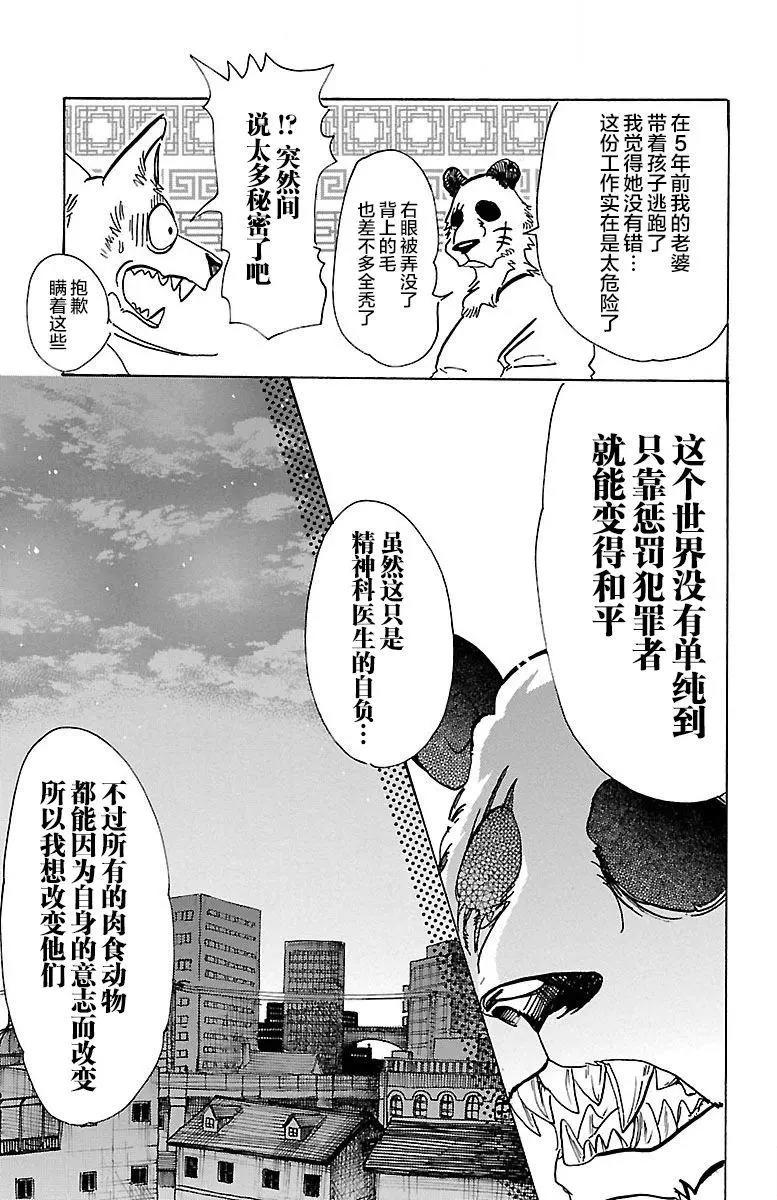 在5年前我的老婆
带着孩子逃跑了
我觉得她没有错…
这份工作实在是太危险了
右眼被弄没了
背上的毛
也差不多全秃了
!?突然间
说太多秘密了吧
抱歉
瞒着这些
这个世界没有单纯到
只靠惩罚犯罪者
就能变得和平
虽然这只是
精神科医生的自负…
不过所有的肉食动物
都能因为自身的意志而改变
所以我想改变他们